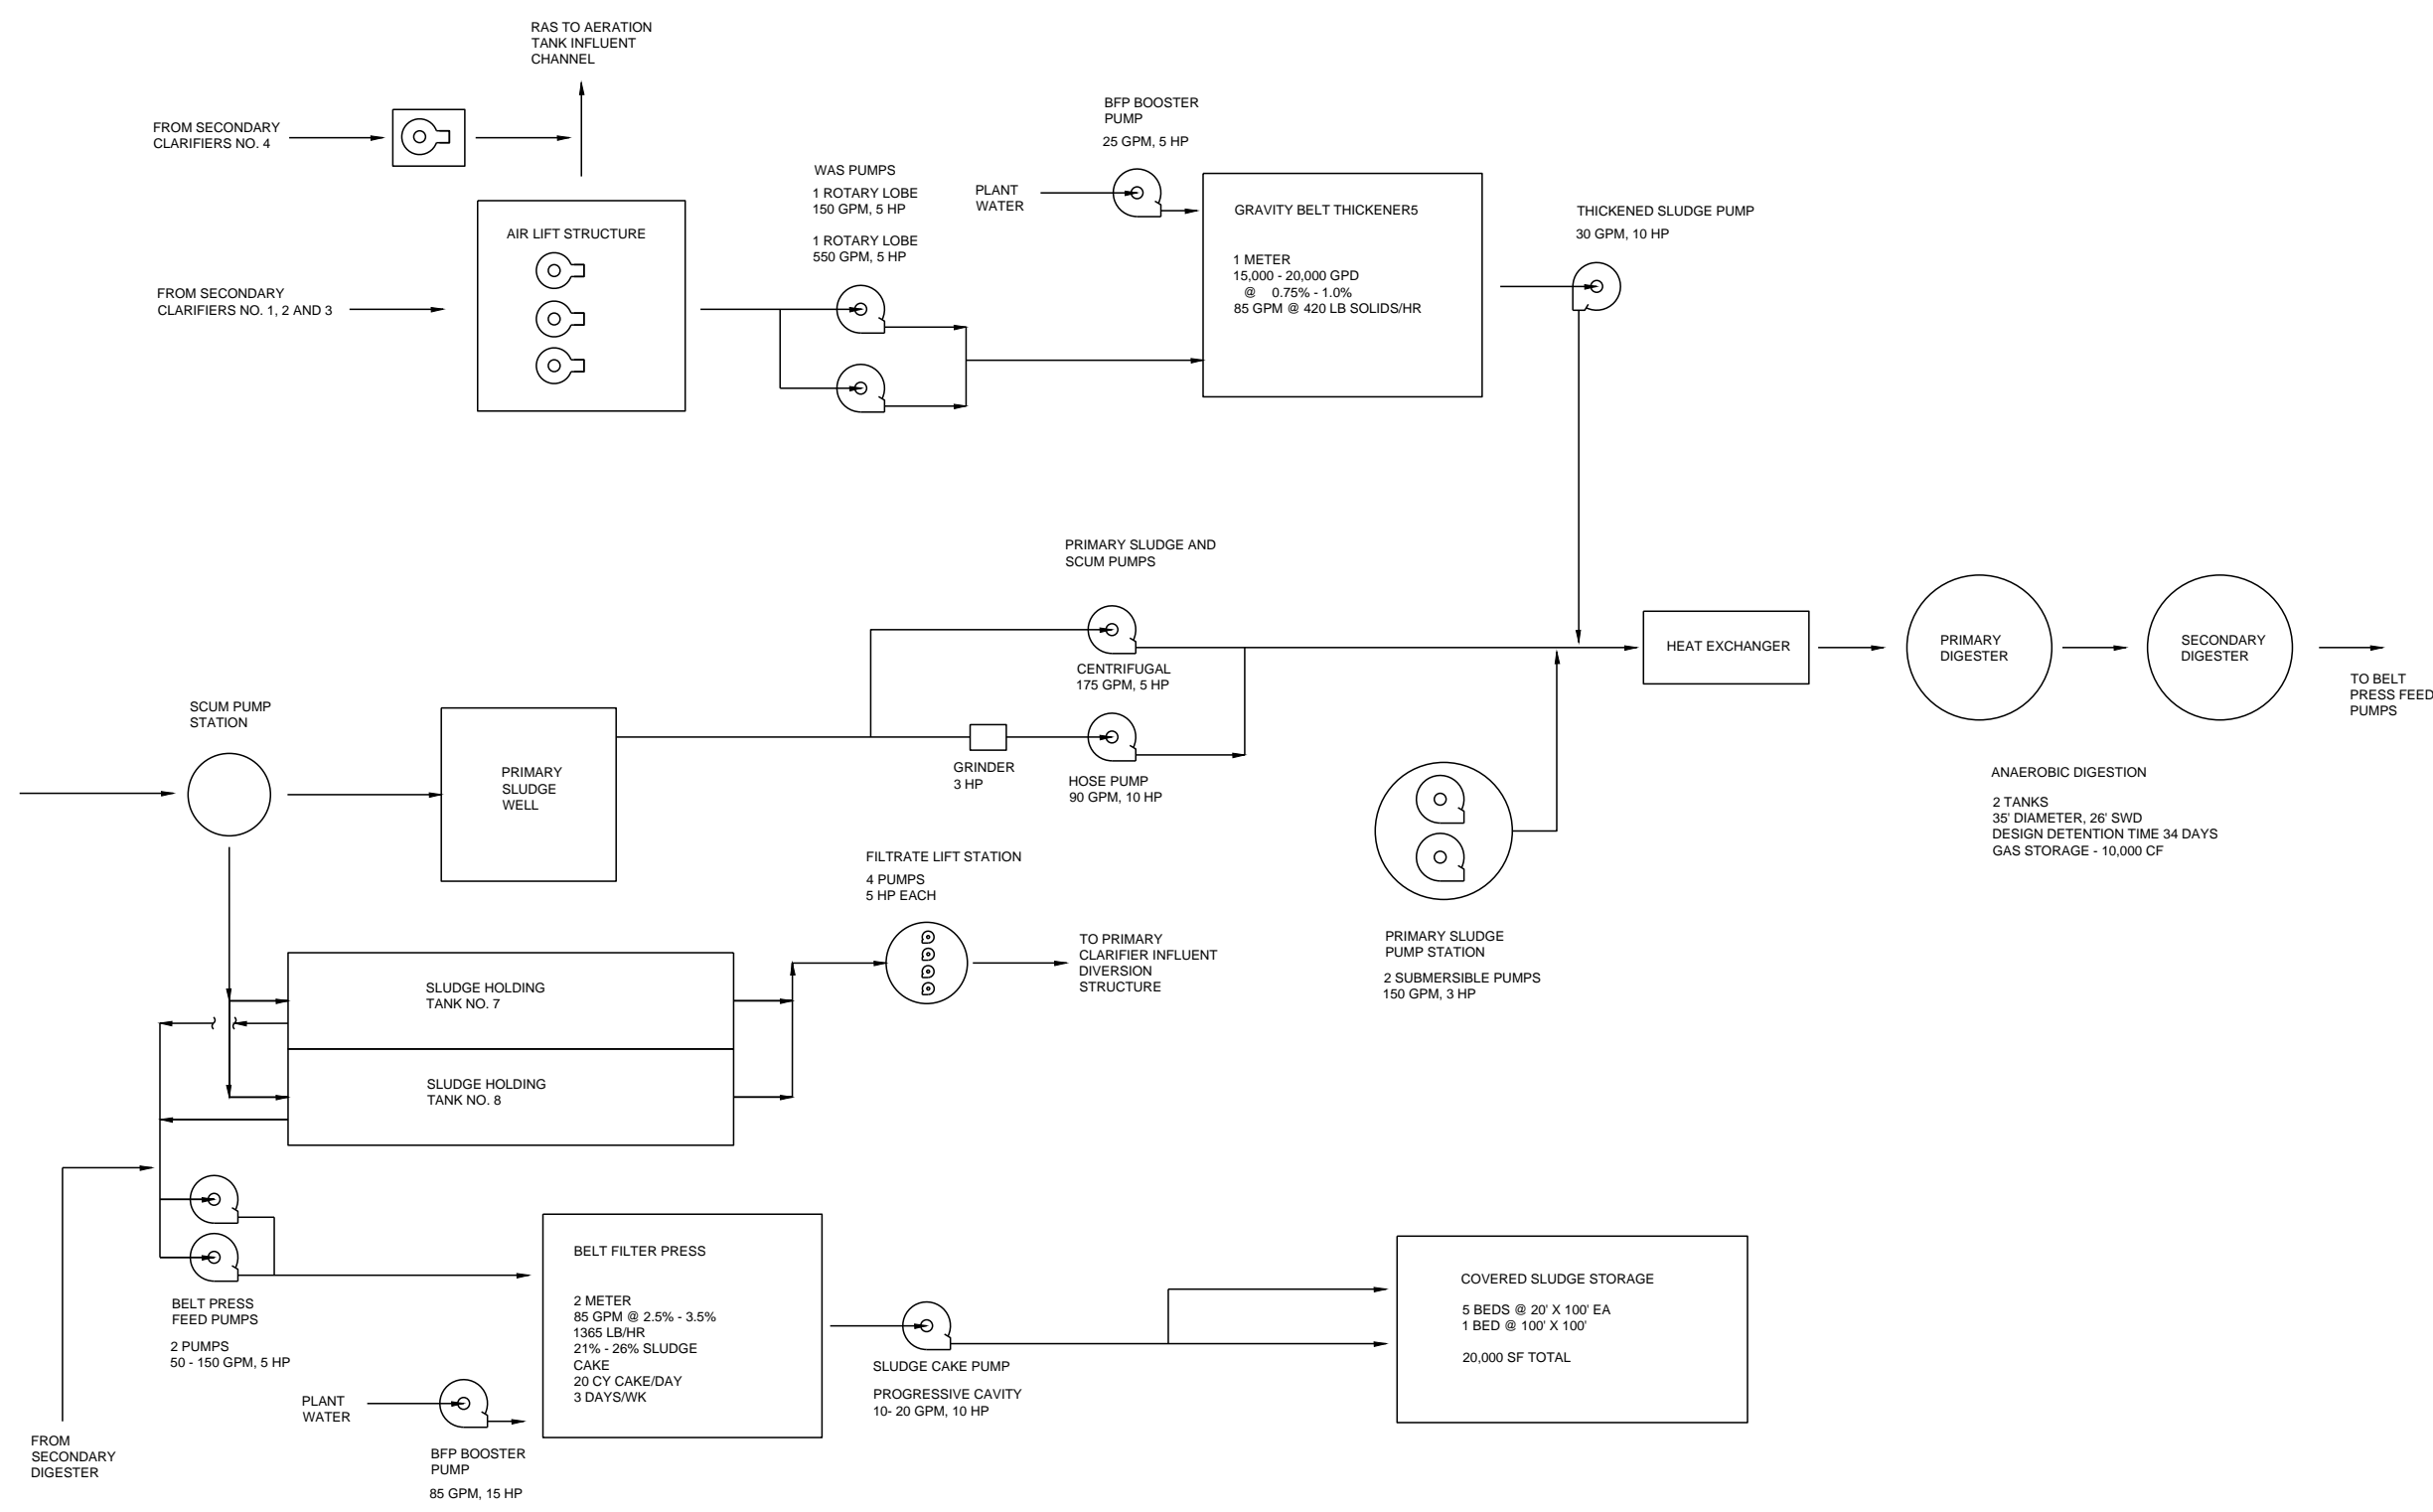 RAS TO AERATION
TANK INFLUENT
CHANNEL
FROM SECONDARY
CLARIFIERS NO. 4
BFP BOOSTER
PUMP
25 GPM, 5 HP
WAS PUMPS
1 ROTARY LOBE
150 GPM, 5 HP
1 ROTARY LOBE
550 GPM, 5 HP
PLANT
WATER
GRAVITY BELT THICKENER5
1 METER
15,000 - 20,000 GPD
@ 0.75% - 1.0%
85 GPM @ 420 LB SOLIDS/HR
THICKENED SLUDGE PUMP
30 GPM, 10 HP
AIR LIFT STRUCTURE
FROM SECONDARY
CLARIFIERS NO. 1, 2 AND 3
PRIMARY SLUDGE AND
SCUM PUMPS
CENTRIFUGAL
175 GPM, 5 HP
HEAT EXCHANGER
PRIMARY
DIGESTER
SECONDARY
DIGESTER
TO BELT
PRESS FEED
PUMPS
SCUM PUMP
STATION
PRIMARY
SLUDGE
WELL
GRINDER
3 HP
HOSE PUMP
90 GPM, 10 HP
ANAEROBIC DIGESTION
2 TANKS
35' DIAMETER, 26' SWD
DESIGN DETENTION TIME 34 DAYS
GAS STORAGE - 10,000 CF
FILTRATE LIFT STATION
4 PUMPS
5 HP EACH
TO PRIMARY
CLARIFIER INFLUENT
DIVERSION
STRUCTURE
PRIMARY SLUDGE
PUMP STATION
2 SUBMERSIBLE PUMPS
150 GPM, 3 HP
SLUDGE HOLDING
TANK NO. 7
SLUDGE HOLDING
TANK NO. 8
BELT PRESS
FEED PUMPS
2 PUMPS
50 - 150 GPM, 5 HP
BELT FILTER PRESS
2 METER
85 GPM @ 2.5% - 3.5%
1365 LB/HR
21% - 26% SLUDGE
CAKE
20 CY CAKE/DAY
3 DAYS/WK
SLUDGE CAKE PUMP
PROGRESSIVE CAVITY
10- 20 GPM, 10 HP
COVERED SLUDGE STORAGE
5 BEDS @ 20' X 100' EA
1 BED @ 100' X 100'
20,000 SF TOTAL
PLANT
WATER
FROM
SECONDARY
DIGESTER
BFP BOOSTER
PUMP
85 GPM, 15 HP